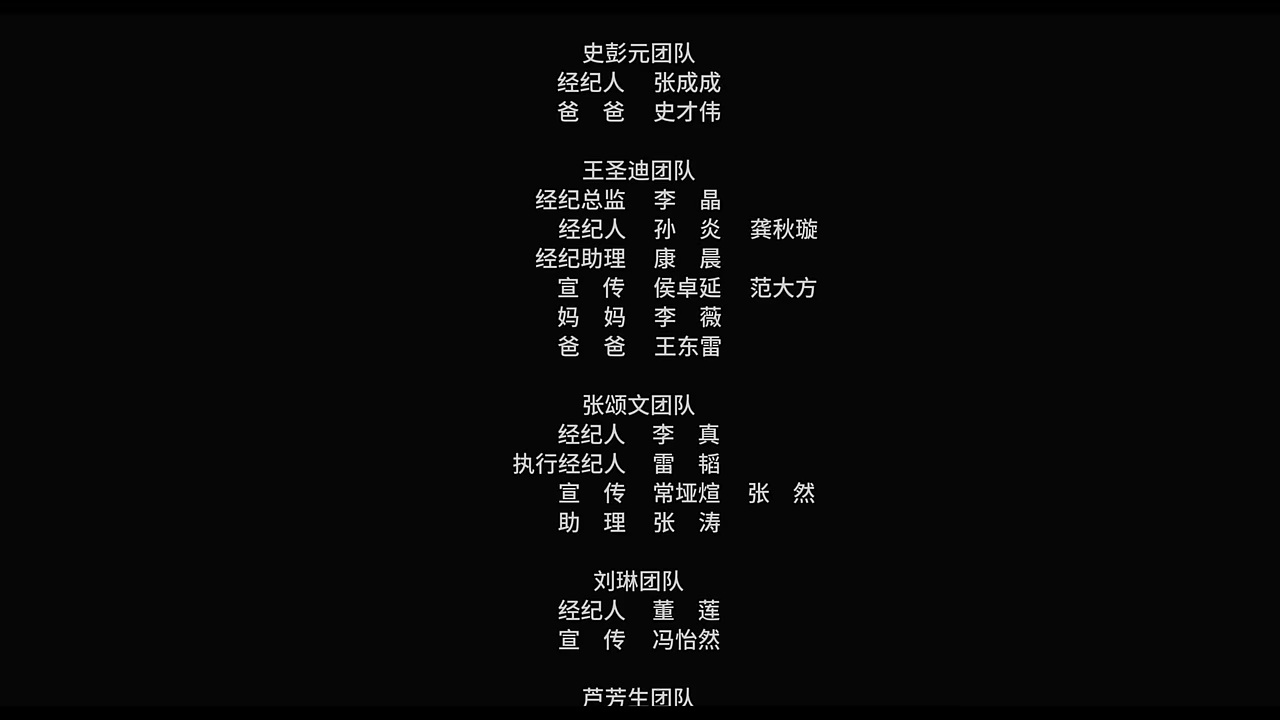 史彭元团队
经纪人 张成成
爸 爸 史才伟
王圣迪团队
经纪总监 李 晶
经纪人 孙 炎 龚秋璇
经纪助理 康 晨
宣 传 侯卓延 范大方
妈 妈 李 薇
爸 爸 王东雷
张颂文团队
经纪人 李 真
执行经纪人 雷 韬
宣 传 常垭煊 张 然
助 理 张 涛
刘琳团队
经纪人 董 莲
宣 传 冯怡然
芦芳生团队